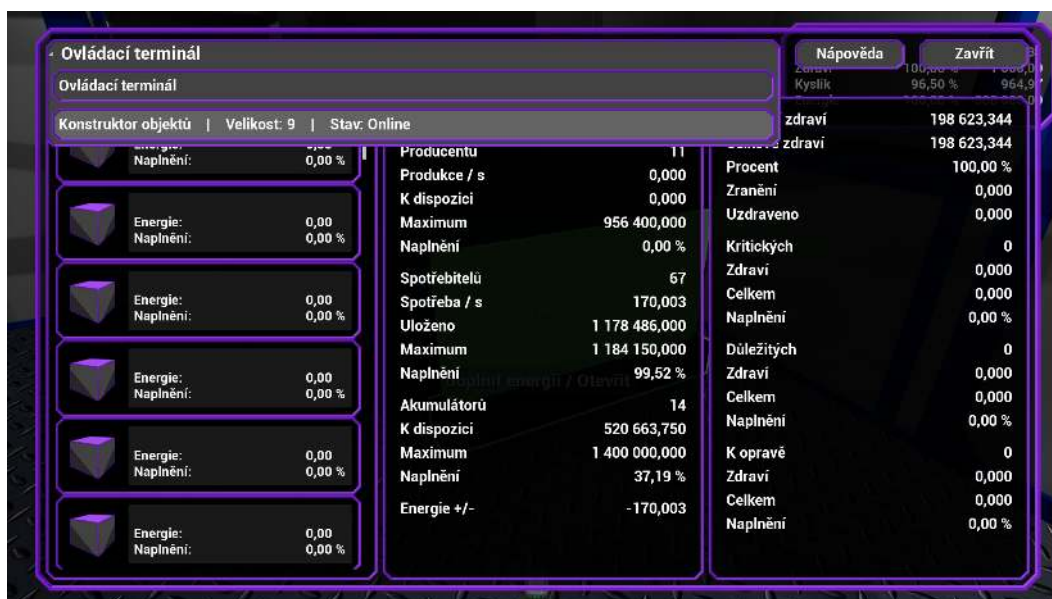 Ovládací terminál
Nápověda
Zavřít
Ovládací terminál
Konstruktor objektů | Velikost: 9 | Stav: Online
Kyslík 96,50 %
Naplnění: 0,00 %
Energie: 0,00
Naplnění: 0,00 %
Energie: 0,00
Naplnění: 0,00 %
Energie: 0,00
Naplnění: 0,00 %
Energie: 0,00
Naplnění: 0,00 %
Energie: 0,00
Naplnění: 0,00 %
Producentů 11
Produkce / s 0,000
K dispozici 0,000
Maximum 956 400,000
Naplnění 0,00 %
Spotřebitelů 67
Spotřeba / s 170,003
Uloženo 1 178 486,000
Maximum 1 184 150,000
Naplnění 99,52 %
Akumulátorů 14
K dispozici 520 663,750
Maximum 1 400 000,000
Naplnění 37,19 %
Energie +/- -170,003
Doplnit energii / Otevřít
zdraví 198 623,344
zdraví 198 623,344
Procent 100,00 %
Zranění 0,000
Uzdraveno 0,000
Kritických 0
Zdraví 0,000
Celkem 0,000
Naplnění 0,00 %
Důležitých 0
Zdraví 0,000
Celkem 0,000
Naplnění 0,00 %
K opravě 0
Zdraví 0,000
Celkem 0,000
Naplnění 0,00 %